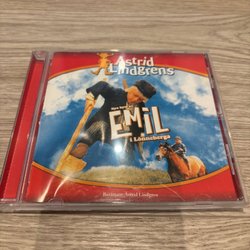 Astrid
Lindgrens
EMIL
i Lönneberga
Berättare: Astrid Lindgren